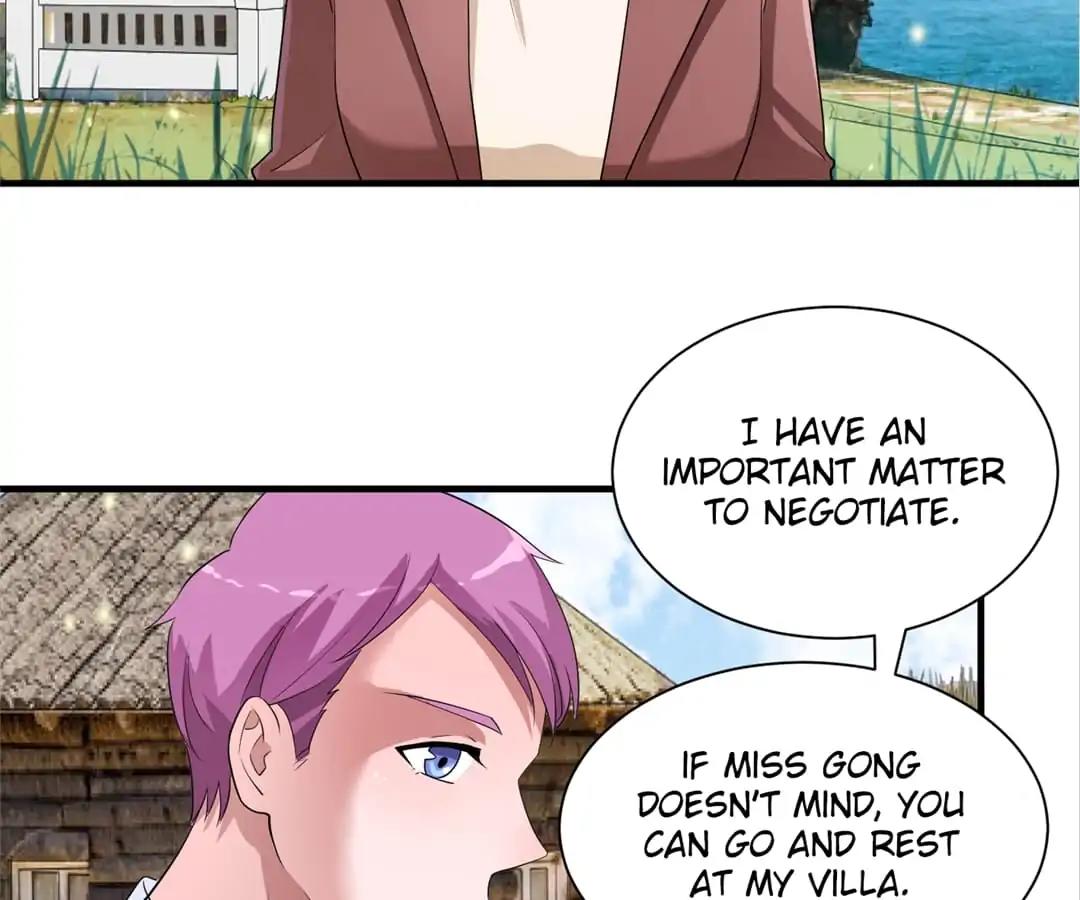 I HAVE AN
IMPORTANT MATTER
TO NEGOTIATE.
IF MISS GONG
DOESN'T MIND, YOU
CAN GO AND REST
AT MY VILLA.